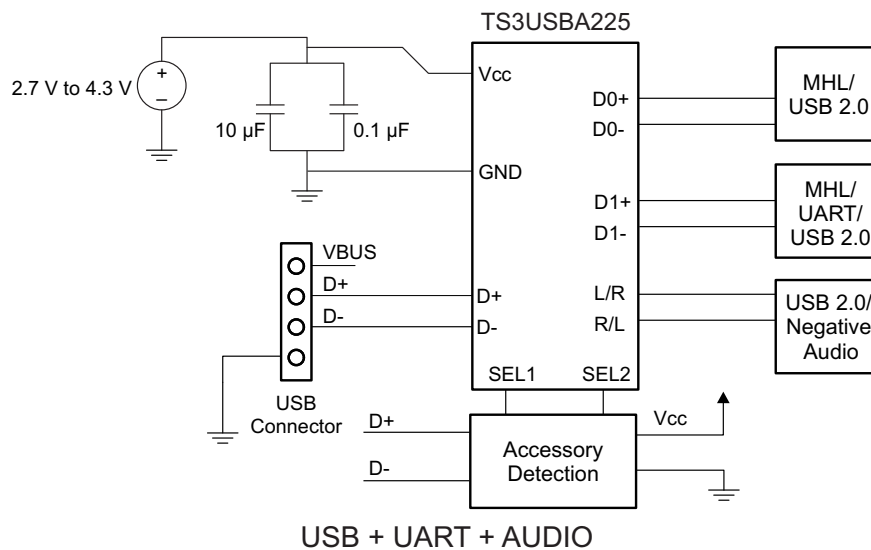 TS3USBA225
2.7 V to 4.3 V
+
−
10 µF
0.1 µF
Vcc
GND
D0+
D0-
MHL/
USB 2.0
D1+
D1-
MHL/
UART/
USB 2.0
VBUS
D+
D-
D+
D-
L/R
R/L
USB 2.0/
Negative
Audio
USB
Connector
SEL1
SEL2
D+
D-
Accessory
Detection
Vcc
USB + UART + AUDIO